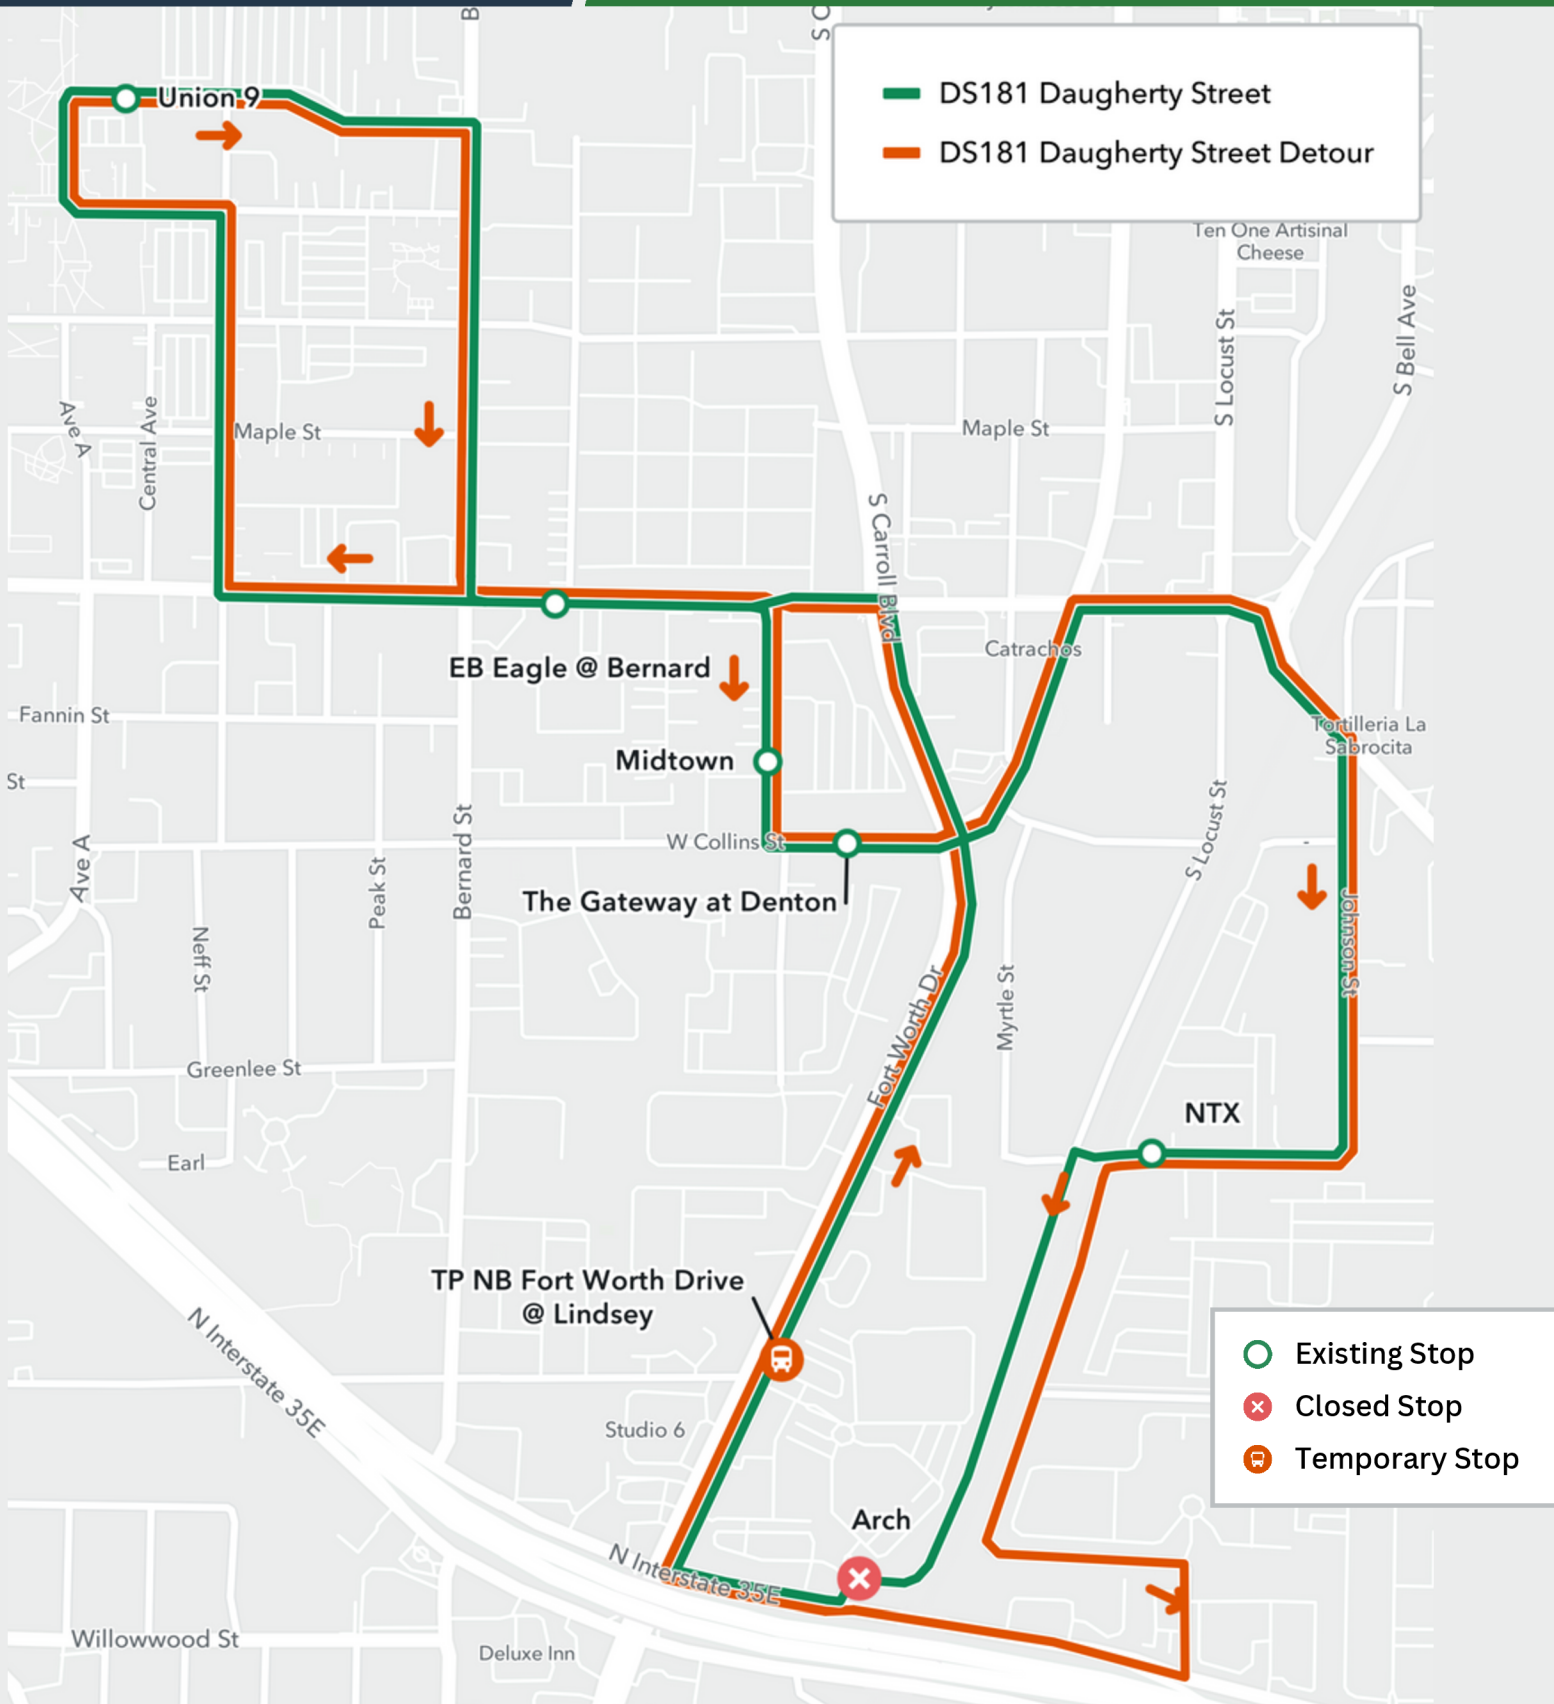 B
S C
DS181 Daugherty Street
DS181 Daugherty Street Detour
Union 9
Ten One Artisinal
Cheese
S Bell Ave
S Locust St
Ave A
Central Ave
Maple St
Maple St
S Carroll Blvd
EB Eagle @ Bernard
Catrachos
Fannin St
Tortilleria La
Sabrocita
Midtown
St
W Collins St
S Locust St
Ave A
Peak St
Bernard St
The Gateway at Denton
Johnson St
Neff St
Fort Worth Dr
Myrtle St
Greenlee St
NTX
Earl
TP NB Fort Worth Drive
@ Lindsey
N Interstate 35E
Existing Stop
Closed Stop
Temporary Stop
Studio 6
Arch
N Interstate 35E
Willowwood St
Deluxe Inn